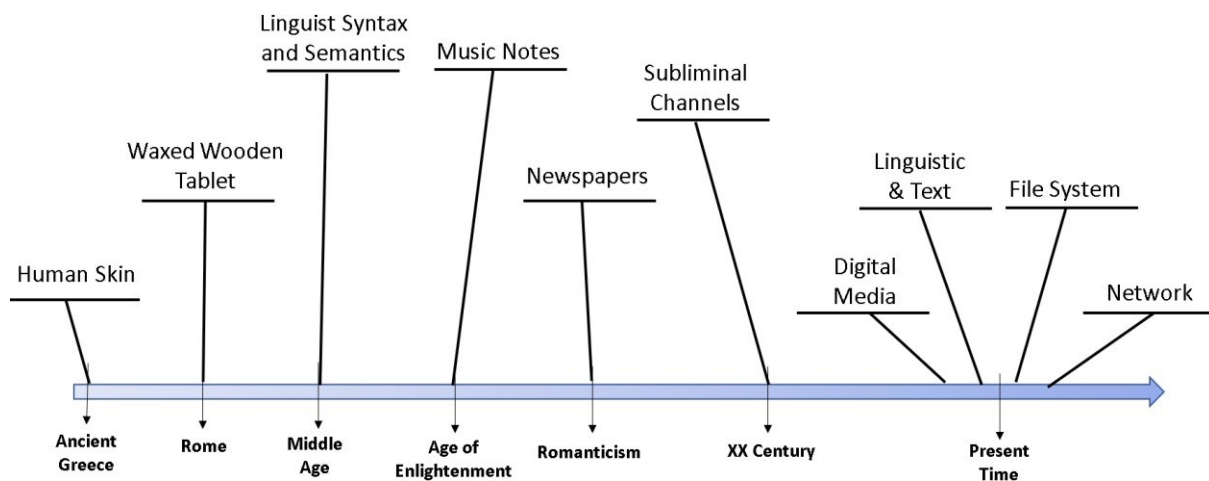 Linguist Syntax
and Semantics
Music Notes
Subliminal
Channels
Waxed Wooden
Tablet
Newspapers
Linguistic
& Text
File System
Human Skin
Digital
Media
Network
Ancient
Greece
Rome
Middle
Age
Age of
Enlightenment
Romanticism
XX Century
Present
Time